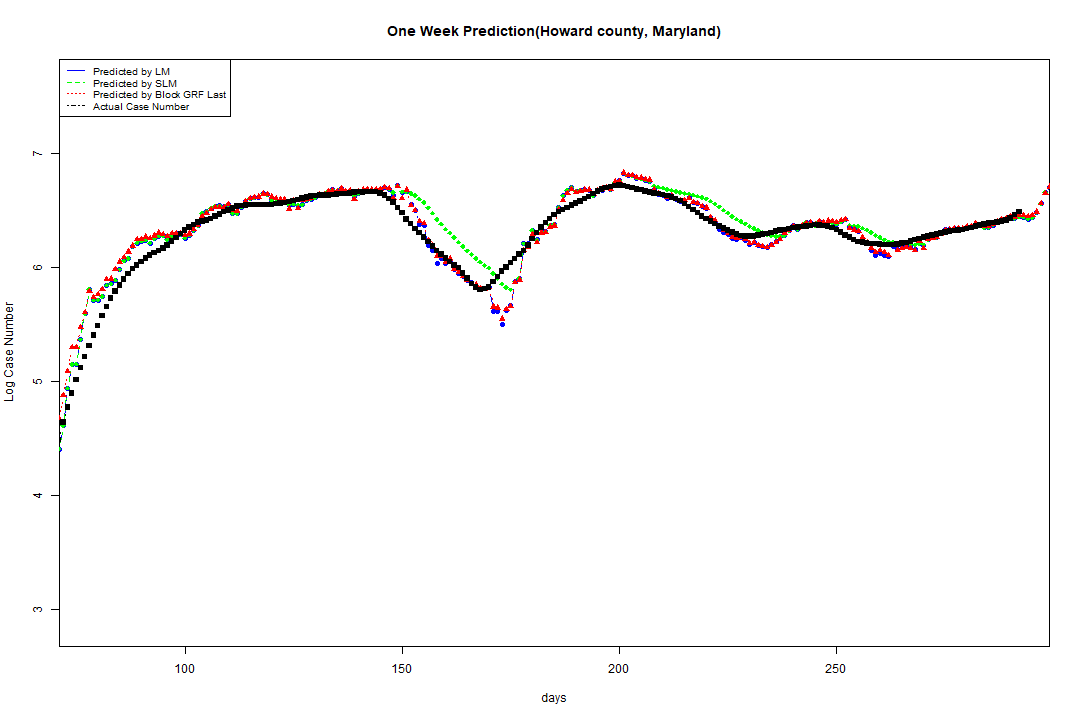 One Week Prediction(Howard county, Maryland)
Predicted by LM
Predicted by SLM
Predicted by Block GRF Last
Actual Case Number
7
6
5
4
3
Log Case Number
100 150 200 250
days